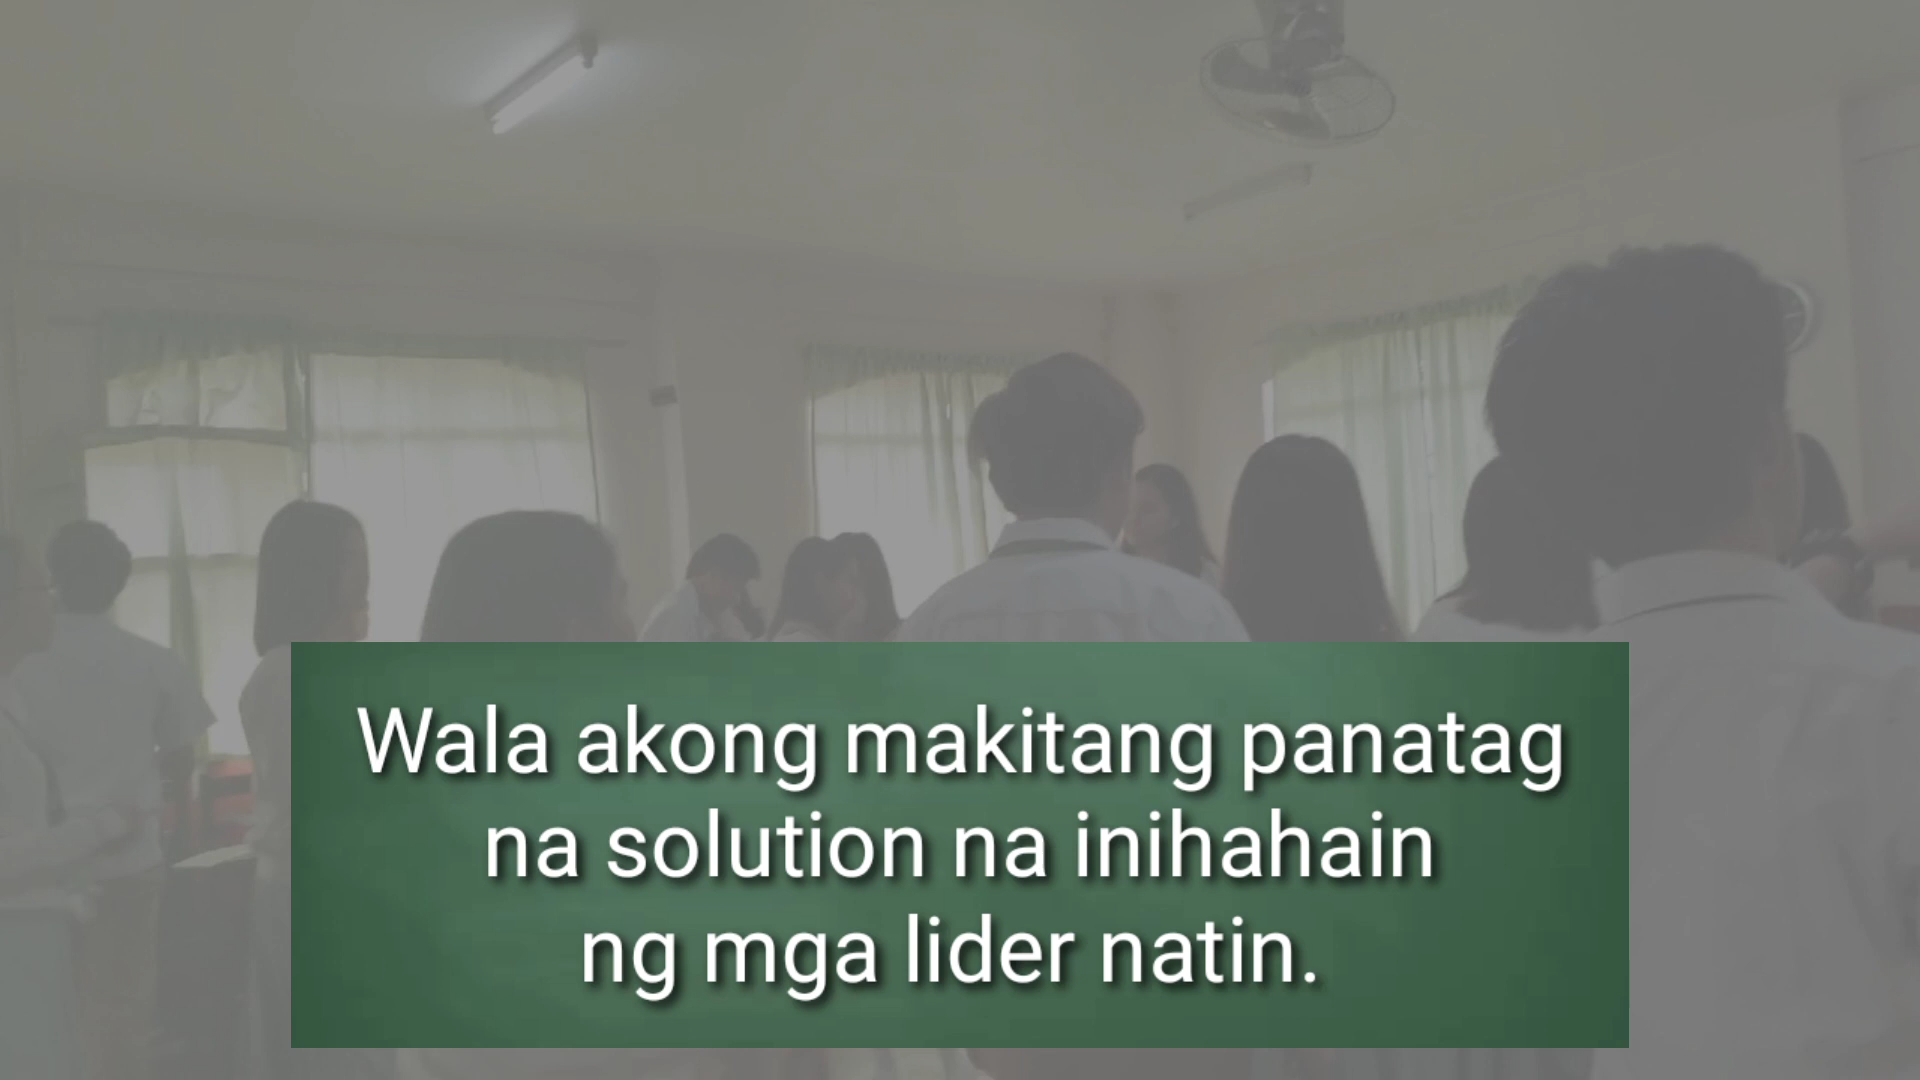 Wala akong makitang panatag
na solution na inihahain
ng mga lider natin.